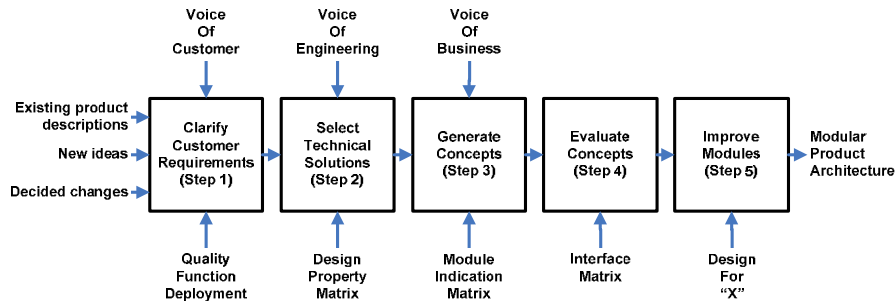 Voice
Of
Customer
Voice
Of
Engineering
Voice
Of
Business
Existing product
descriptions
New ideas
Decided changes
Clarify
Customer
Requirements
(Step 1)
Select
Technical
Solutions
(Step 2)
Generate
Concepts
(Step 3)
Evaluate
Concepts
(Step 4)
Improve
Modules
(Step 5)
Modular
Product
Architecture
Quality
Function
Deployment
Design
Property
Matrix
Module
Indication
Matrix
Interface
Matrix
Design
For
“X”